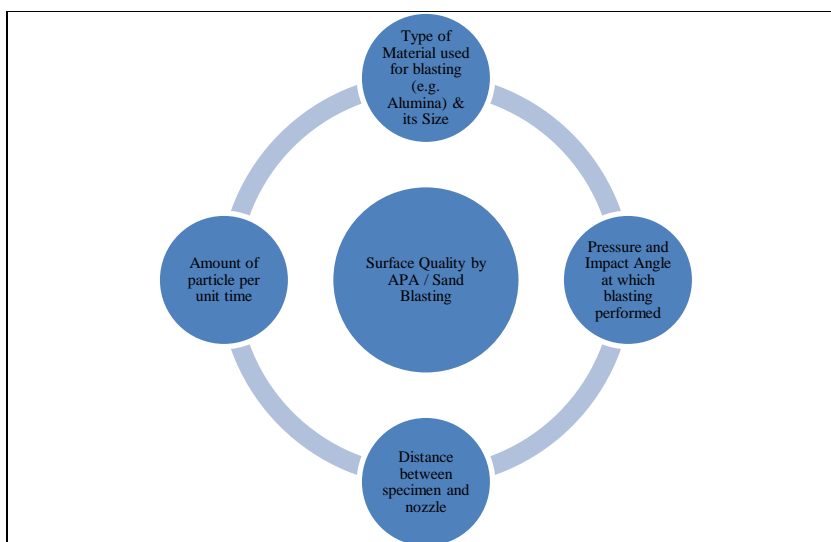 Type of
Material used
for blasting
(e.g.
Alumina) &
its Size
Amount of
particle per
unit time
Surface Quality by
APA / Sand
Blasting
Pressure and
Impact Angle
at which
blasting
performed
Distance
between
specimen and
nozzle